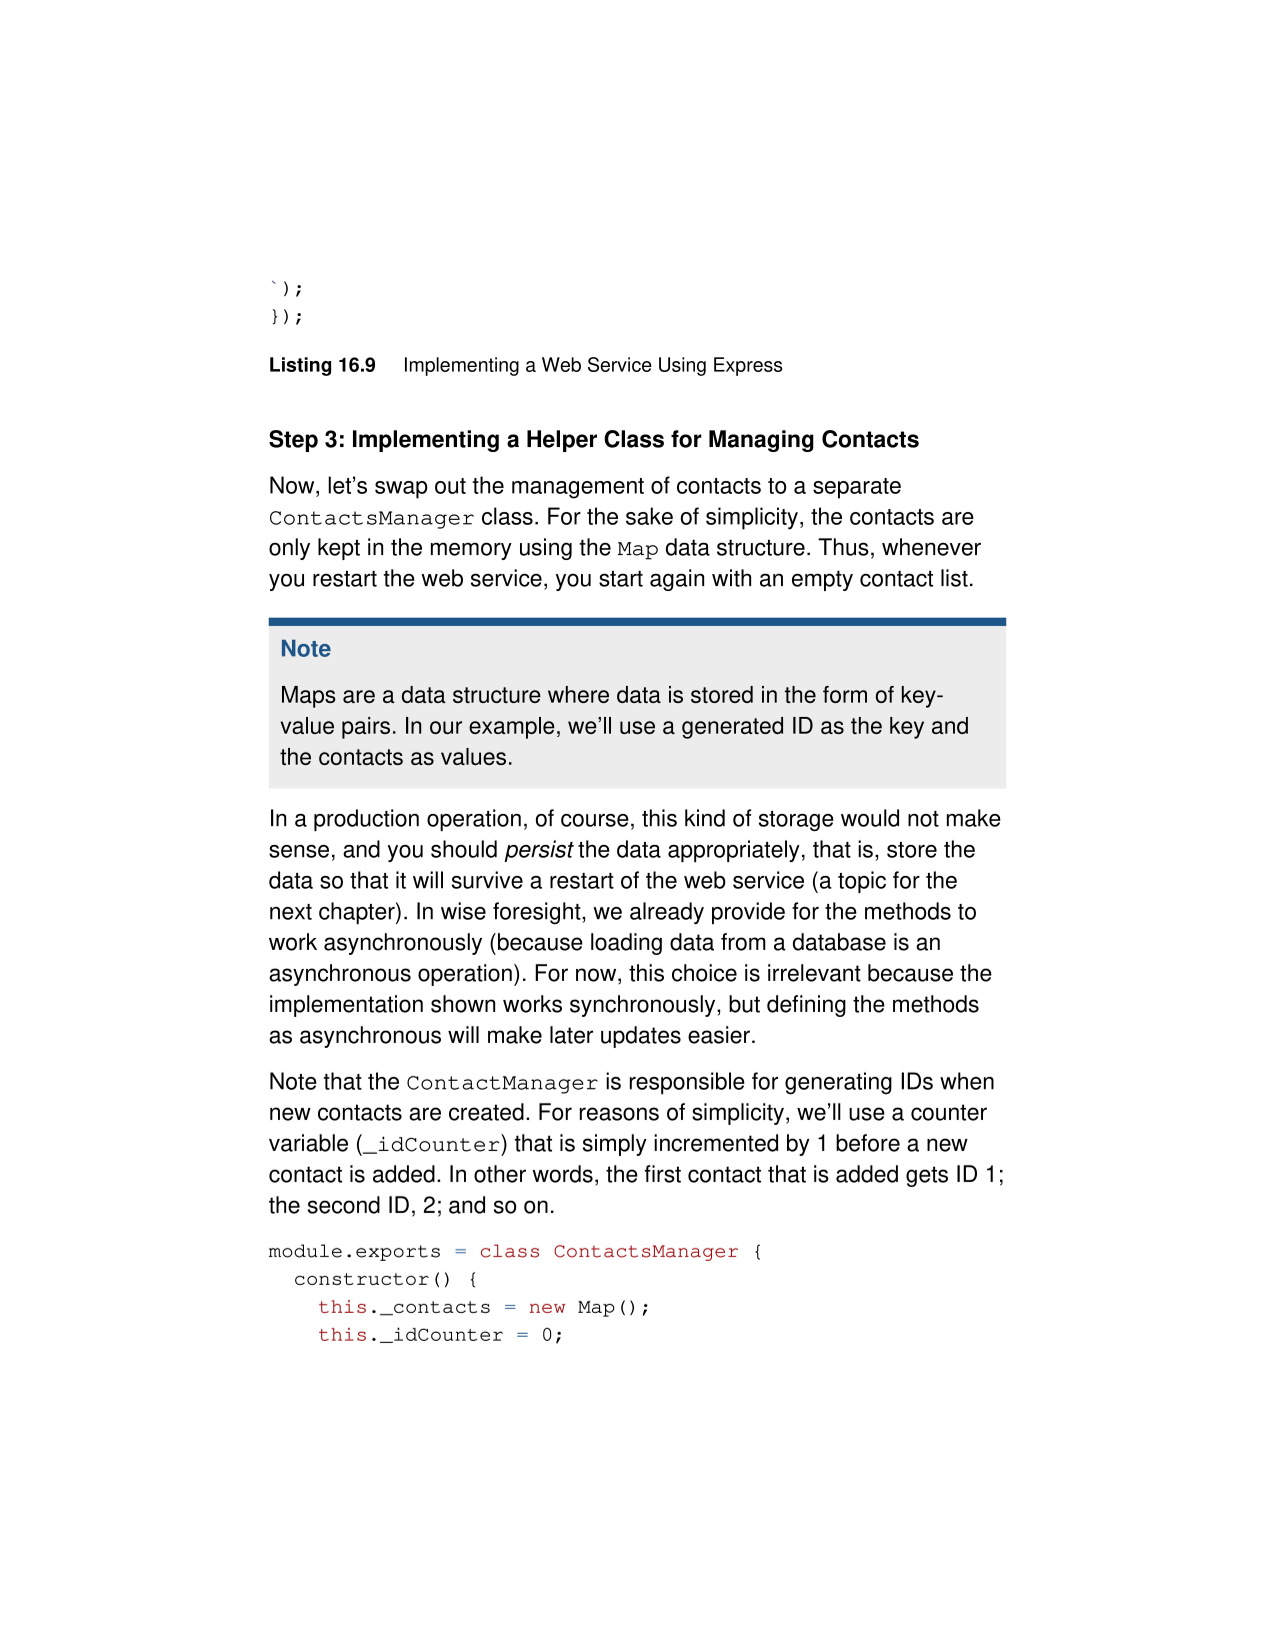 `);
});
Listing 16.9 Implementing a Web Service Using Express
Step 3: Implementing a Helper Class for Managing Contacts
Now, let’s swap out the management of contacts to a separate
ContactsManager class. For the sake of simplicity, the contacts are
only kept in the memory using the Map data structure. Thus, whenever
you restart the web service, you start again with an empty contact list.
Note
Maps are a data structure where data is stored in the form of key-
value pairs. In our example, we’ll use a generated ID as the key and
the contacts as values.
In a production operation, of course, this kind of storage would not make
sense, and you should persist the data appropriately, that is, store the
data so that it will survive a restart of the web service (a topic for the
next chapter). In wise foresight, we already provide for the methods to
work asynchronously (because loading data from a database is an
asynchronous operation). For now, this choice is irrelevant because the
implementation shown works synchronously, but defining the methods
as asynchronous will make later updates easier.
Note that the ContactManager is responsible for generating IDs when
new contacts are created. For reasons of simplicity, we’ll use a counter
variable (_idCounter) that is simply incremented by 1 before a new
contact is added. In other words, the first contact that is added gets ID 1;
the second ID, 2; and so on.
module.exports = class ContactsManager {
  constructor() {
    this._contacts = new Map();
    this._idCounter = 0;